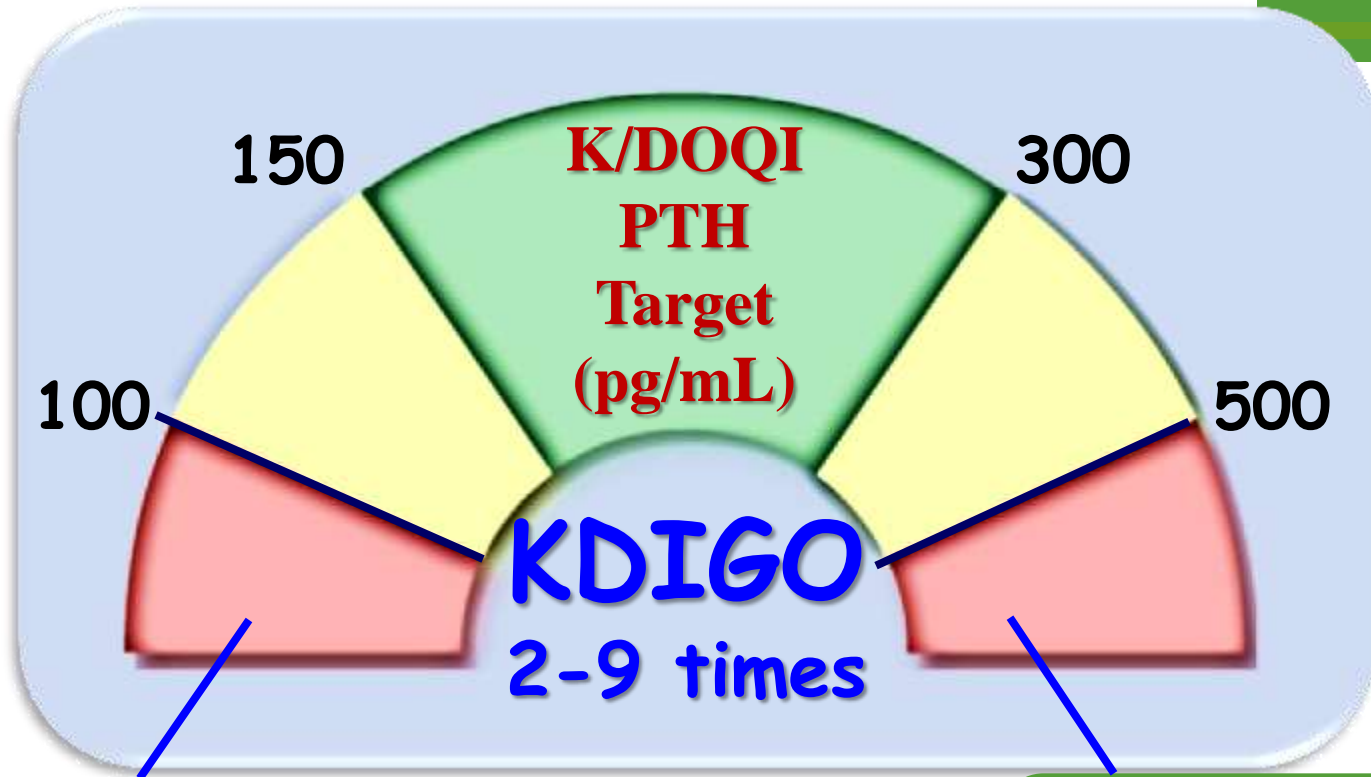 150
K/DOQI
300
PTH
Target
(pg/mL)
100
500
KDIGO
2-9 times